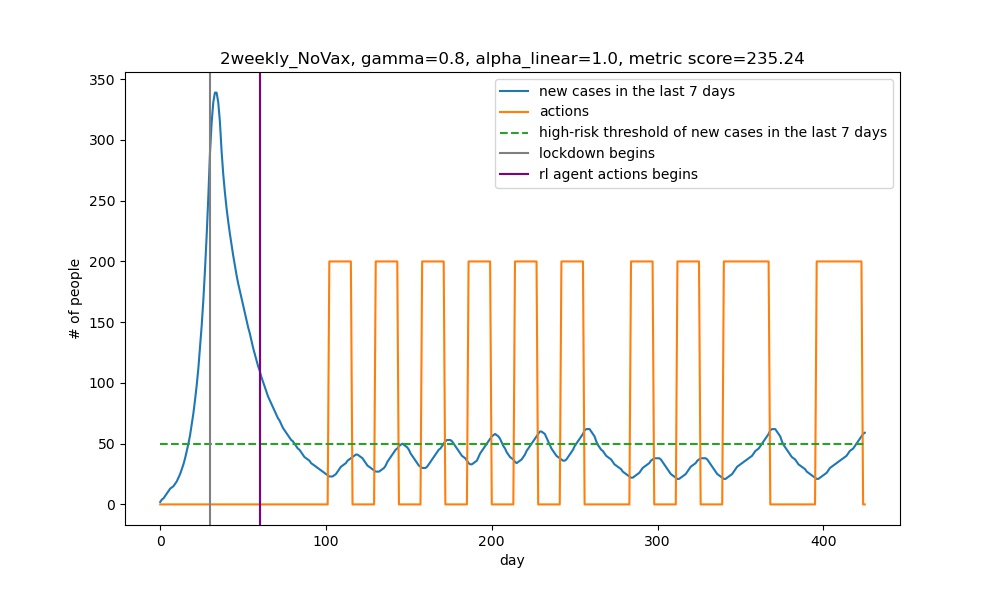 2weekly_NoVax, gamma=0.8, alpha_linear=1.0, metric score=235.24
new cases in the last 7 days
actions
high-risk threshold of new cases in the last 7 days
lockdown begins
rl agent actions begins
# of people
350
300
250
200
150
100
50
0
0 100 200 300 400
day